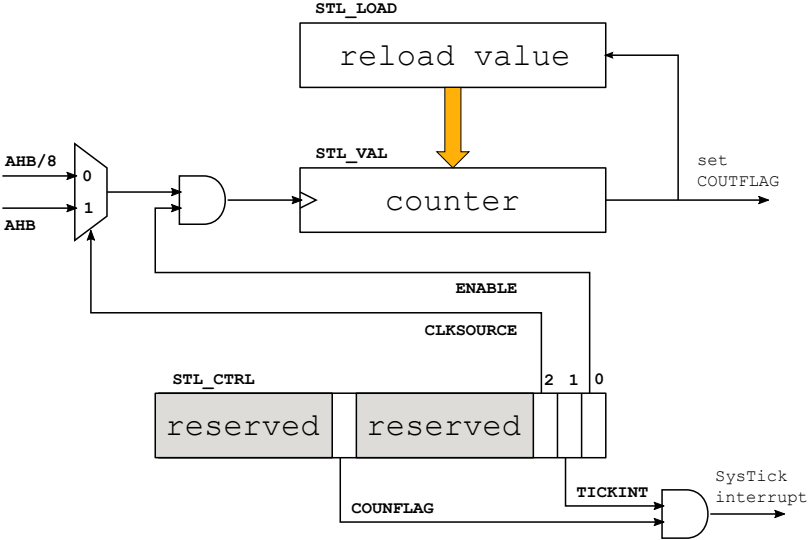 STL_LOAD
reload value
AHB/8
0
1
AHB
STL_VAL
counter
set
COUTFLAG
ENABLE
CLKSOURCE
STL_CTRL
2 1 0
reserved
reserved
TICKINT
COUNFLAG
SysTick
interrupt